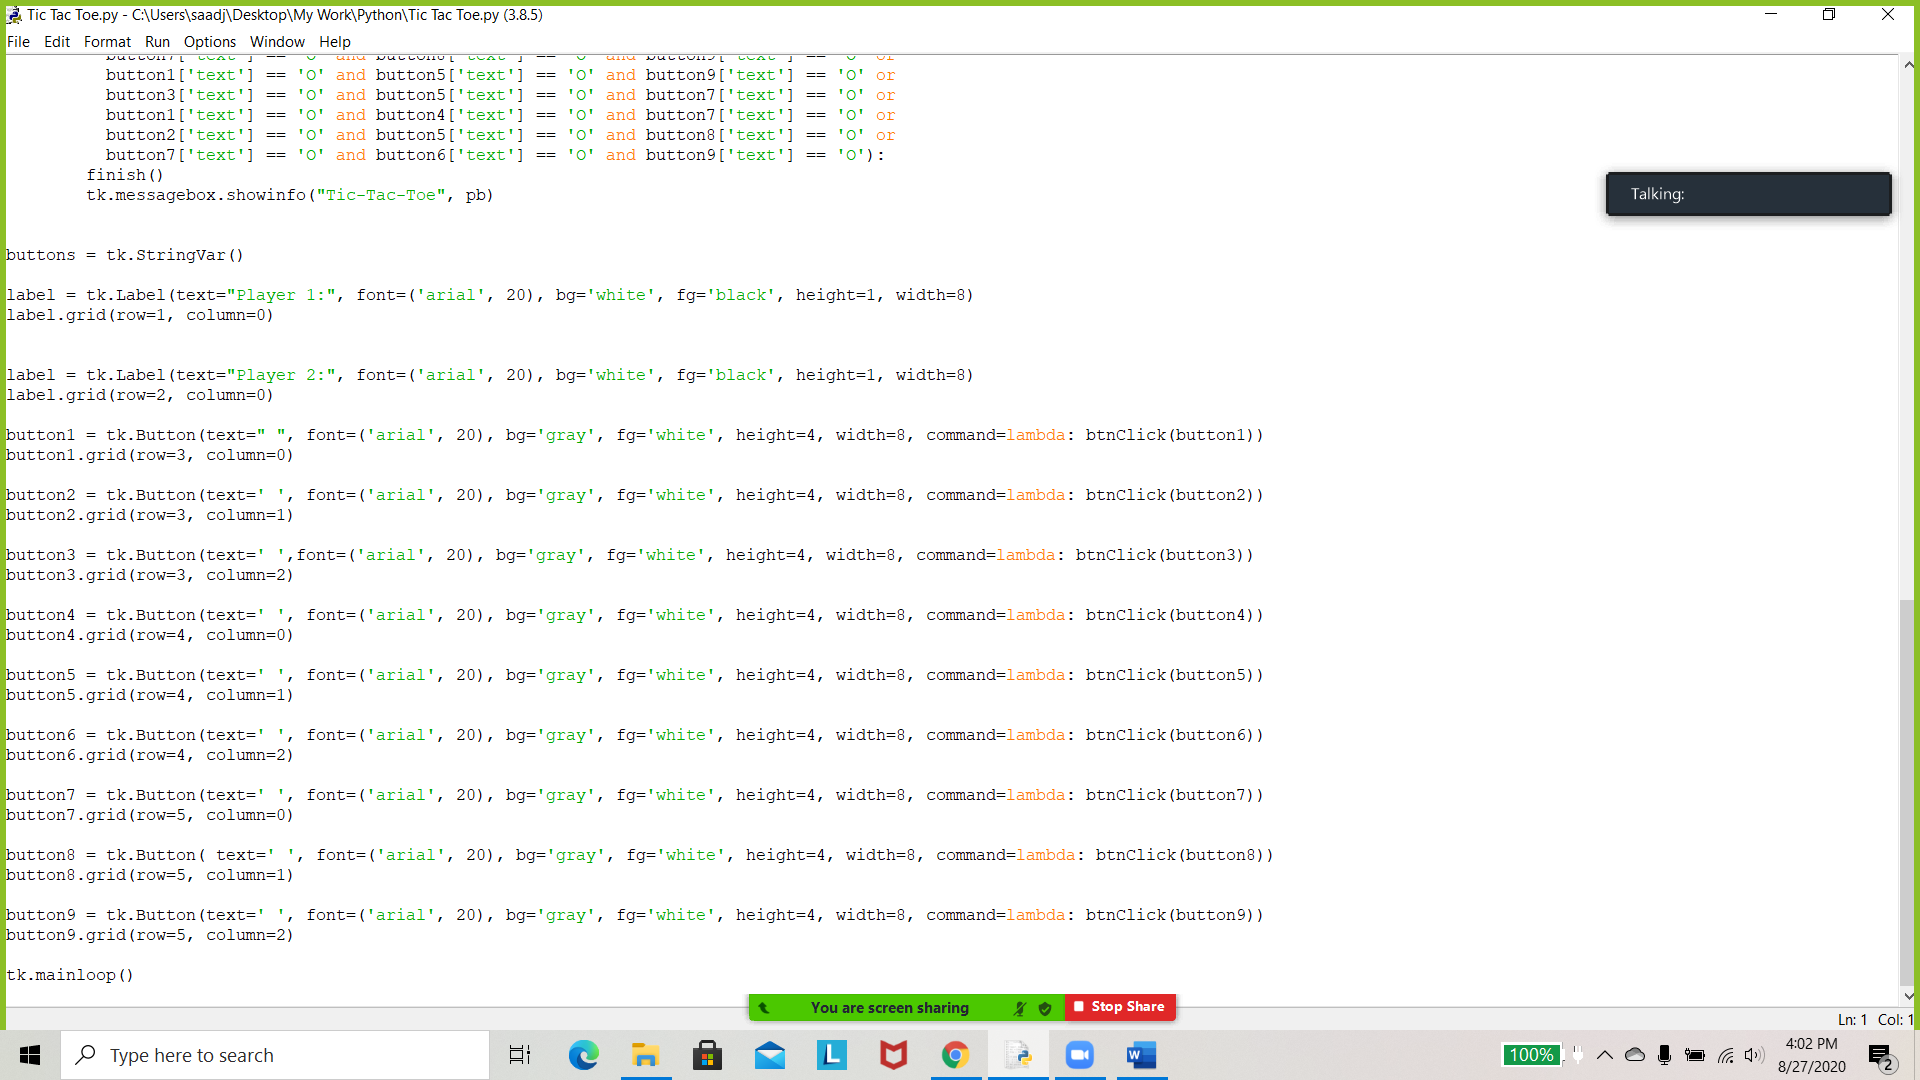 Tic Tac Toe.py - C:\Users\saadj\Desktop\My Work\Python\Tic Tac Toe.py (3.8.5)
File Edit Format Run Options Window Help
button7['text'] == 'O' and button6['text'] == 'O' and button9['text'] == 'O' or
button1['text'] == 'O' and button5['text'] == 'O' and button9['text'] == 'O' or
button3['text'] == 'O' and button5['text'] == 'O' and button7['text'] == 'O' or
button1['text'] == 'O' and button4['text'] == 'O' and button7['text'] == 'O' or
button2['text'] == 'O' and button5['text'] == 'O' and button8['text'] == 'O' or
button7['text'] == 'O' and button6['text'] == 'O' and button9['text'] == 'O'):
finish()
tk.messagebox.showinfo("Tic-Tac-Toe", pb)
Talking:
buttons = tk.StringVar()
label = tk.Label(text="Player 1:", font=('arial', 20), bg='white', fg='black', height=1, width=8)
label.grid(row=1, column=0)
label = tk.Label(text="Player 2:", font=('arial', 20), bg='white', fg='black', height=1, width=8)
label.grid(row=2, column=0)
button1 = tk.Button(text=" ", font=('arial', 20), bg='gray', fg='white', height=4, width=8, command=lambda: btnClick(button1))
button1.grid(row=3, column=0)
button2 = tk.Button(text=' ', font=('arial', 20), bg='gray', fg='white', height=4, width=8, command=lambda: btnClick(button2))
button2.grid(row=3, column=1)
button3 = tk.Button(text=' ',font=('arial', 20), bg='gray', fg='white', height=4, width=8, command=lambda: btnClick(button3))
button3.grid(row=3, column=2)
button4 = tk.Button(text=' ', font=('arial', 20), bg='gray', fg='white', height=4, width=8, command=lambda: btnClick(button4))
button4.grid(row=4, column=0)
button5 = tk.Button(text=' ', font=('arial', 20), bg='gray', fg='white', height=4, width=8, command=lambda: btnClick(button5))
button5.grid(row=4, column=1)
button6 = tk.Button(text=' ', font=('arial', 20), bg='gray', fg='white', height=4, width=8, command=lambda: btnClick(button6))
button6.grid(row=4, column=2)
button7 = tk.Button(text=' ', font=('arial', 20), bg='gray', fg='white', height=4, width=8, command=lambda: btnClick(button7))
button7.grid(row=5, column=0)
button8 = tk.Button( text=' ', font=('arial', 20), bg='gray', fg='white', height=4, width=8, command=lambda: btnClick(button8))
button8.grid(row=5, column=1)
button9 = tk.Button(text=' ', font=('arial', 20), bg='gray', fg='white', height=4, width=8, command=lambda: btnClick(button9))
button9.grid(row=5, column=2)
tk.mainloop()
You are screen sharing Stop Share
Ln: 1 Col: 1
Type here to search
100%
4:02 PM
8/27/2020
2